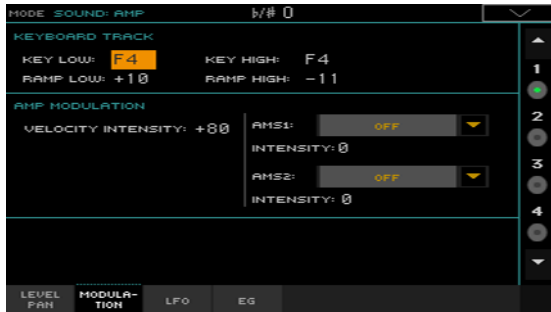 MODE SOUND: AMP ♭/# 0
KEYBOARD TRACK
KEY LOW: F4 KEY HIGH: F4
RAMP LOW: +10 RAMP HIGH: -11
AMP MODULATION
VELOCITY INTENSITY: +80
AMS1: OFF
INTENSITY: 0
AMS2: OFF
INTENSITY: 0
1
2
3
4
LEVEL PAN
MODULA-
TION
LFO
EG